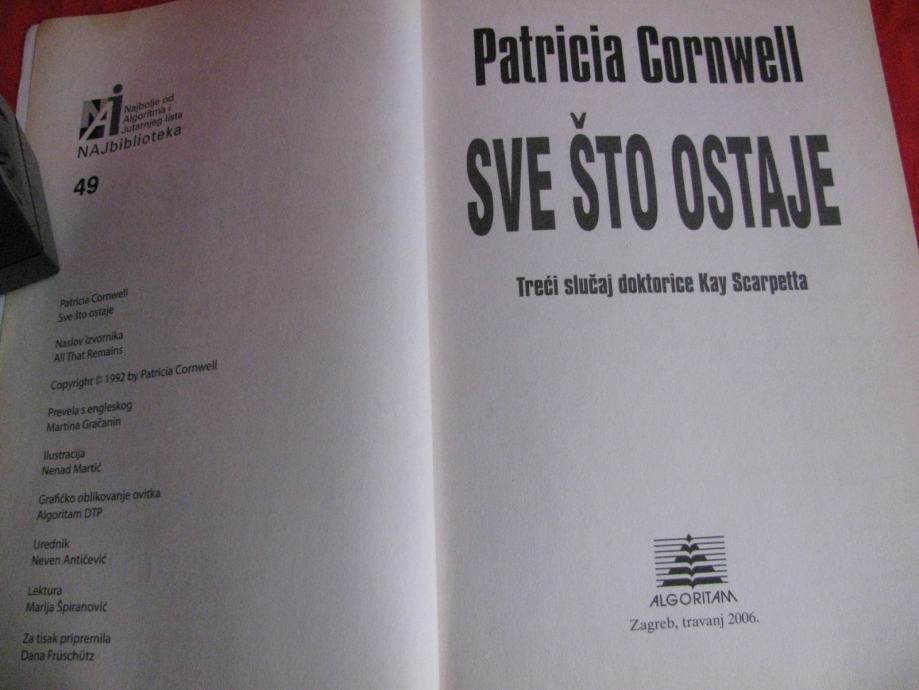 NAJ
Najbolje od
Algoritma i
Jutarnjeg lista
NAJbiblioteka
49
Patricia Cornwell
Sve što ostaje
Naslov izvornika
All That Remains
Copyright © 1992 by Patricia Cornwell
Prevela s engleskog
Martina Gračanin
Ilustracija
Nenad Martić
Grafičko oblikovanje ovitka
Algoritam DTP
Urednik
Neven Antičević
Lektura
Marija Špiranović
Za tisak pripremila
Dana Früschütz
Patricia Cornwell
SVE ŠTO OSTAJE
Treći slučaj doktorice Kay Scarpetta
ALGORITAM
Zagreb, travanj 2006.